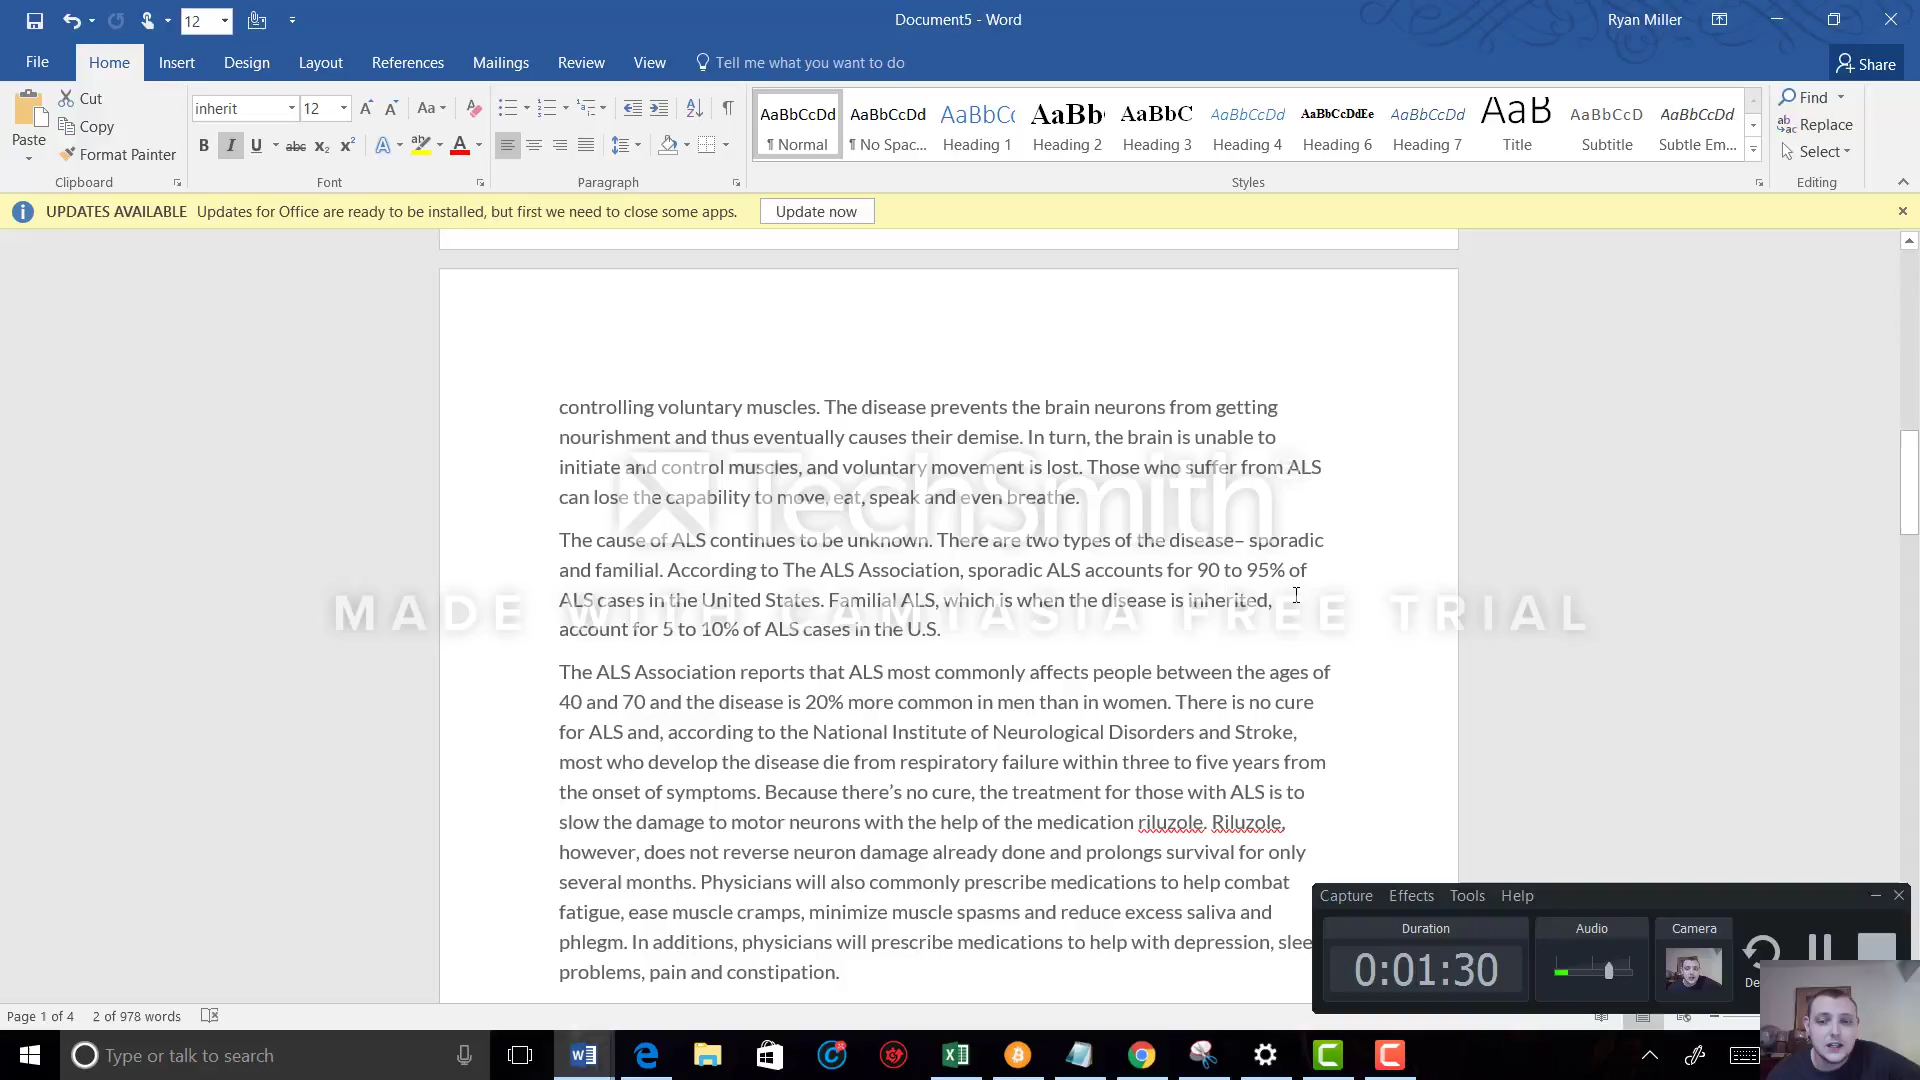 12
Document5 - Word
Ryan Miller
File
Home
Insert
Design
Layout
References
Mailings
Review
View
Tell me what you want to do
Share
Paste
Cut
Copy
Format Painter
Clipboard
inherit
12
Aa
B I U abc x₂ x² A A
Font
Paragraph
AaBbCcDd
¶ Normal
AaBbCcDd
¶ No Spac...
AaBbCc
Heading 1
AaBb
Heading 2
AaBbC
Heading 3
AaBbCcDd
Heading 4
AaBbCcDdEe
Heading 6
AaBbCcDd
Heading 7
AaB
Title
AaBbCcD
Subtitle
AaBbCcDd
Subtle Em...
Styles
Find
Replace
Select
Editing
UPDATES AVAILABLE Updates for Office are ready to be installed, but first we need to close some apps.
Update now
controlling voluntary muscles. The disease prevents the brain neurons from getting
nourishment and thus eventually causes their demise. In turn, the brain is unable to
initiate and control muscles, and voluntary movement is lost. Those who suffer from ALS
can lose the capability to move, eat, speak and even breathe.
TechSmith
The cause of ALS continues to be unknown. There are two types of the disease– sporadic
and familial. According to The ALS Association, sporadic ALS accounts for 90 to 95% of
ALS cases in the United States. Familial ALS, which is when the disease is inherited,
MADE WITH CAMTASIA FREE TRIAL
account for 5 to 10% of ALS cases in the U.S.
The ALS Association reports that ALS most commonly affects people between the ages of
40 and 70 and the disease is 20% more common in men than in women. There is no cure
for ALS and, according to the National Institute of Neurological Disorders and Stroke,
most who develop the disease die from respiratory failure within three to five years from
the onset of symptoms. Because there’s no cure, the treatment for those with ALS is to
slow the damage to motor neurons with the help of the medication riluzole. Riluzole,
however, does not reverse neuron damage already done and prolongs survival for only
several months. Physicians will also commonly prescribe medications to help combat
fatigue, ease muscle cramps, minimize muscle spasms and reduce excess saliva and
phlegm. In additions, physicians will prescribe medications to help with depression, slee
problems, pain and constipation.
Capture
Effects
Tools
Help
Duration
0:01:30
Audio
Camera
De
Page 1 of 4
2 of 978 words
Type or talk to search